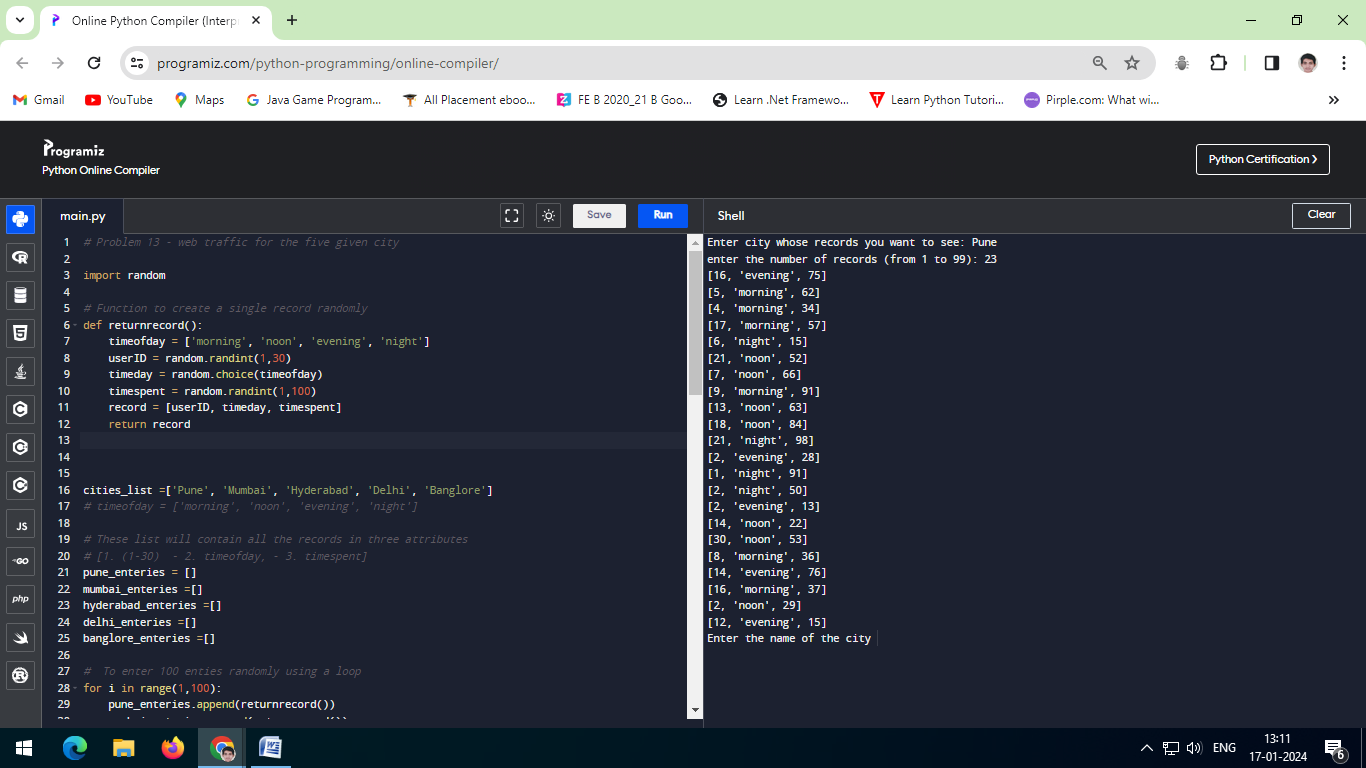 Online Python Compiler (Interp
programiz.com/python-programming/online-compiler/
Gmail
YouTube
Maps
Java Game Program...
All Placement eboo...
FE B 2020_21 B Goo...
Learn .Net Framewo...
Learn Python Tutori...
Pirple.com: What wi...
Programiz
Python Online Compiler
Python Certification
main.py
Save
Run
Shell
Clear
1 # Problem 13 - web traffic for the five given city
2
3 import random
4
5 # Function to create a single record randomly
6 def returnrecord():
7 timeofday = ['morning', 'noon', 'evening', 'night']
8 userID = random.randint(1,30)
9 timeday = random.choice(timeofday)
10 timespent = random.randint(1,100)
11 record = [userID, timeday, timespent]
12 return record
13
14
15
16 cities_list =['Pune', 'Mumbai', 'Hyderabad', 'Delhi', 'Banglore']
17 # timeofday = ['morning', 'noon', 'evening', 'night']
18
19 # These list will contain all the records in three attributes
20 # [1. (1-30)  - 2. timeofday, - 3. timespent]
21 pune_enteries = []
22 mumbai_enteries =[]
23 hyderabad_enteries =[]
24 delhi_enteries =[]
25 banglore_enteries =[]
26
27 #  To enter 100 enties randomly using a loop
28 for i in range(1,100):
29 pune_enteries.append(returnrecord())
Enter city whose records you want to see: Pune
enter the number of records (from 1 to 99): 23
[16, 'evening', 75]
[5, 'morning', 62]
[4, 'morning', 34]
[17, 'morning', 57]
[6, 'night', 15]
[21, 'noon', 52]
[7, 'noon', 66]
[9, 'morning', 91]
[13, 'noon', 63]
[18, 'noon', 84]
[21, 'night', 98]
[2, 'evening', 28]
[1, 'night', 91]
[2, 'night', 50]
[2, 'evening', 13]
[14, 'noon', 22]
[30, 'noon', 53]
[8, 'morning', 36]
[14, 'evening', 76]
[16, 'morning', 37]
[2, 'noon', 29]
[12, 'evening', 15]
Enter the name of the city
JS
GO
php
ENG
13:11
17-01-2024
6